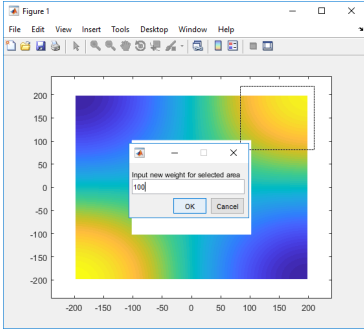 Figure 1
File Edit View Insert Tools Desktop Window Help
200
150
100
50
0
-50
-100
-150
-200
Input new weight for selected area
100
OK Cancel
-200 -150 -100 -50 0 50 100 150 200